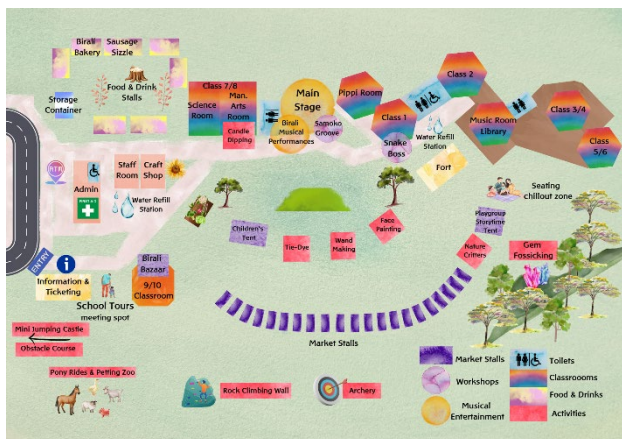 Birali
Bakery
Sausage
Sizzle
Food & Drink
Stalls
Storage
Container
Class 7/8
Science
Room
Man.
Arts
Room
Candle
Dipping
Main
Stage
Birali
Musical
Performances
Samoko
Groove
Pippi Room
Class 1
Snake
Boss
Class 2
Water Refill
Station
Fort
Music Room
Library
Class 3/4
Class
5/6
ATM
Admin
FIRST AID
Staff
Room
Craft
Shop
Water Refill
Station
Seating
chillout zone
Children's
Tent
Tie-Dye
Wand
Making
Face
Painting
Playgroup
Storytime
Tent
Nature
Critters
Gem
Fossicking
ENTRY
Information &
Ticketing
School Tours
meeting spot
Birali
Bazaar
9/10
Classroom
Market Stalls
Mini Jumping Castle
Obstacle Course
Pony Rides & Petting Zoo
Rock Climbing Wall
Archery
Market Stalls
Workshops
Musical
Entertainment
Toilets
Classrooms
Food & Drinks
Activities